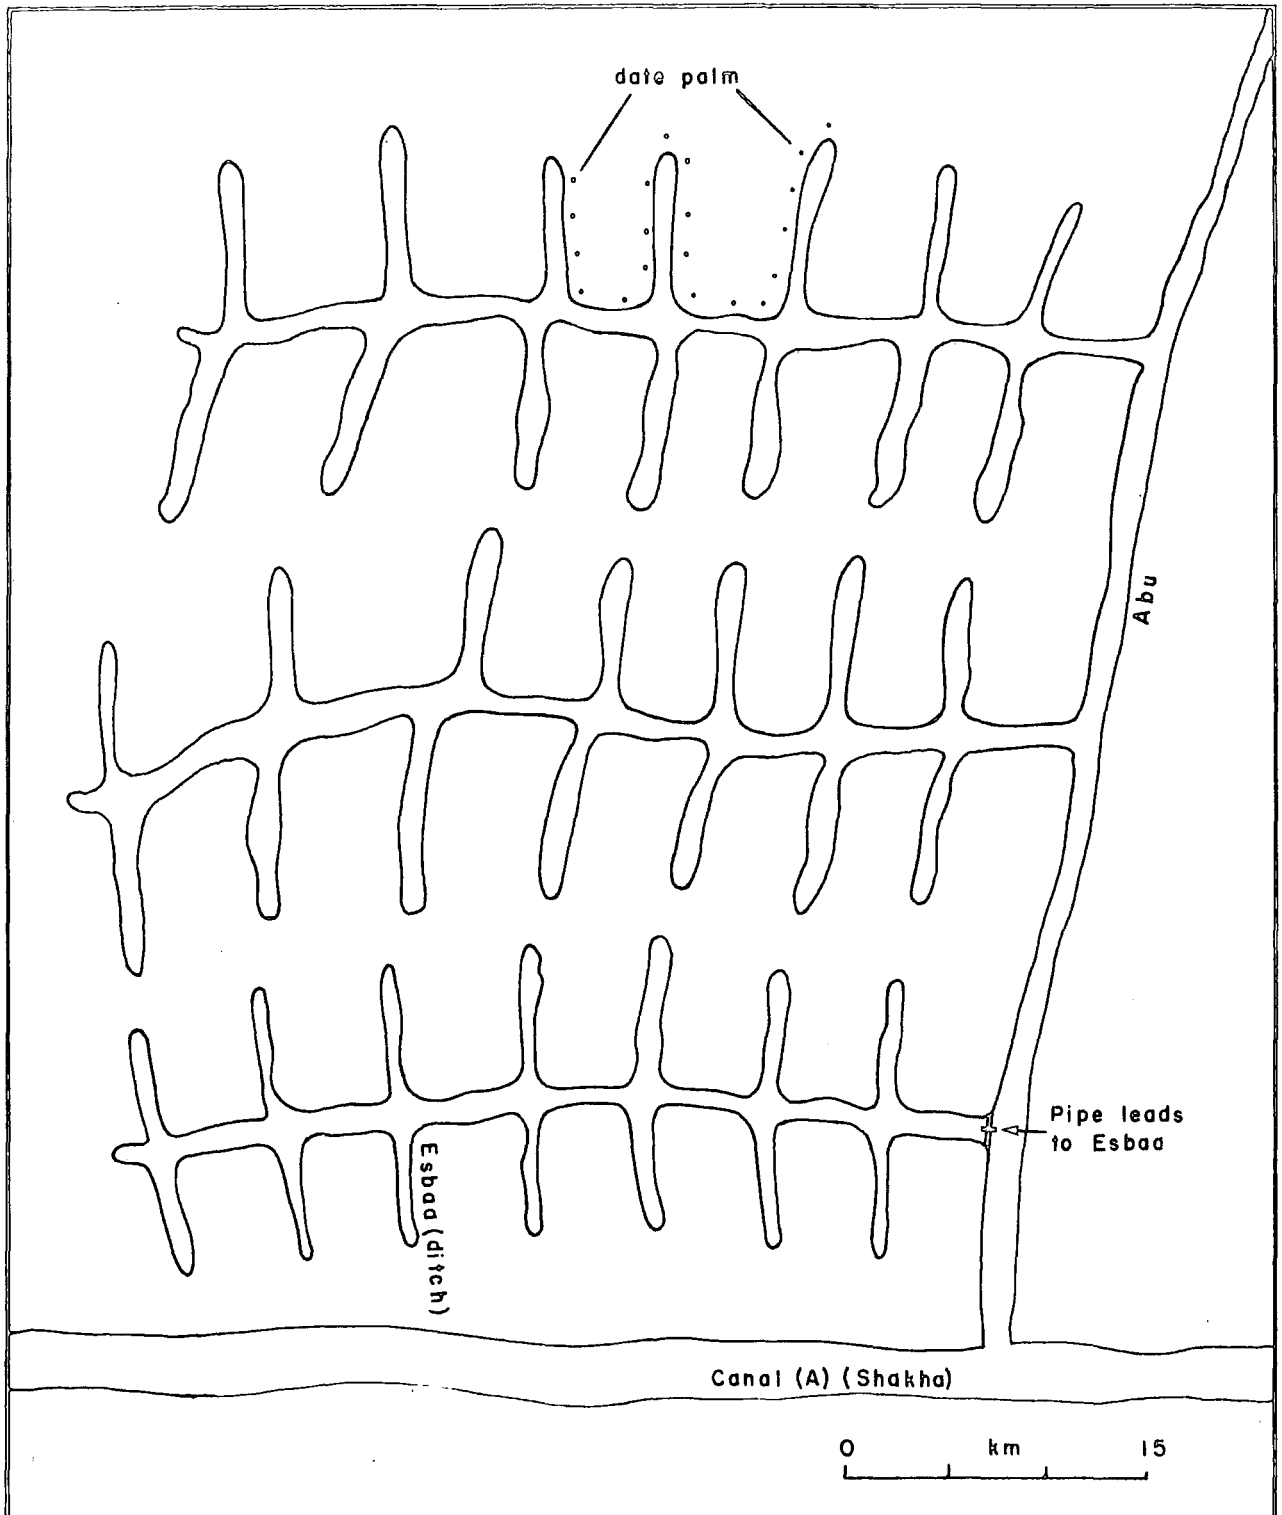 date palm
Abu
Pipe leads
to Esbaa
Esbaa (ditch)
Canal (A) (Shakha)
0 km 15